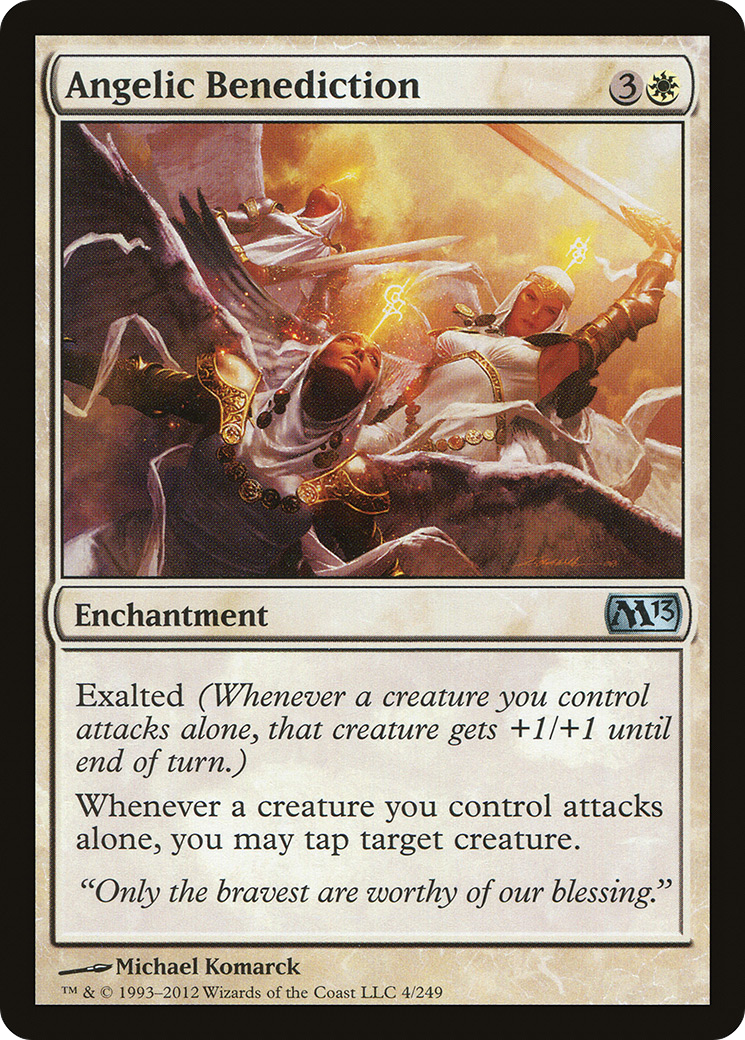 Angelic Benediction 3
Enchantment M13
Exalted (Whenever a creature you control
attacks alone, that creature gets +1/+1 until
end of turn.)
Whenever a creature you control attacks
alone, you may tap target creature.
“Only the bravest are worthy of our blessing.”
Michael Komarck
™ & © 1993–2012 Wizards of the Coast LLC 4/249